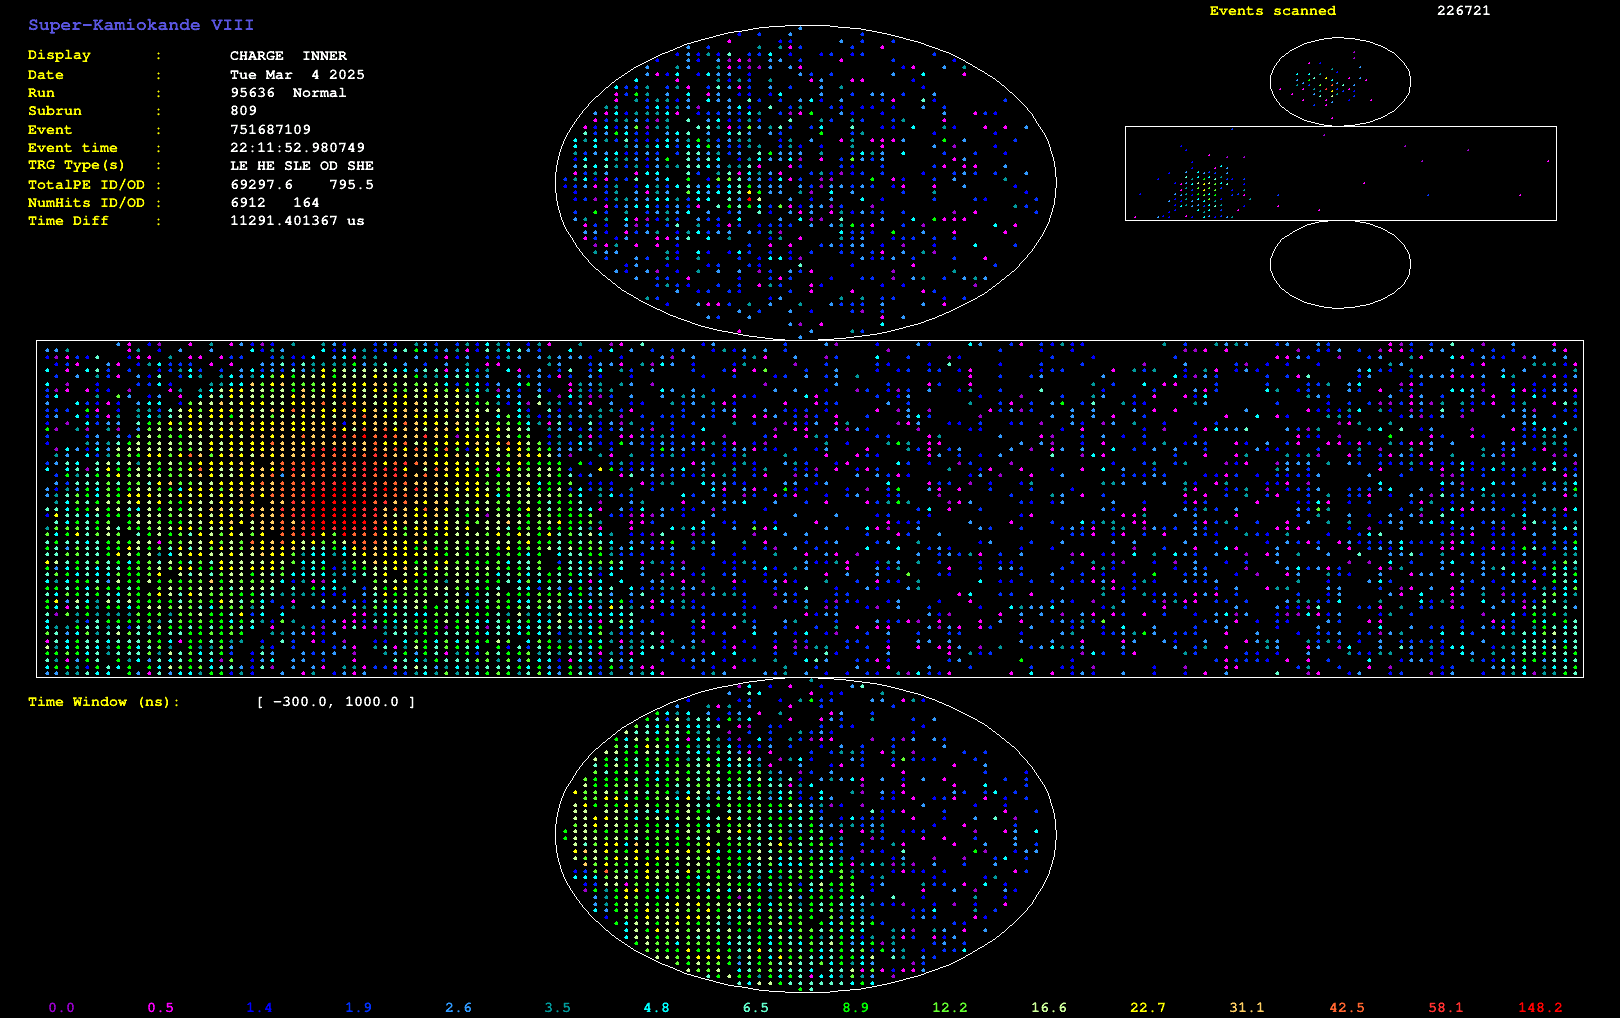 Super-Kamiokande VIII
Events scanned 226721
Display : CHARGE INNER
Date : Tue Mar 4 2025
Run : 95636 Normal
Subrun : 809
Event : 751687109
Event time : 22:11:52.980749
TRG Type(s) : LE HE SLE OD SHE
TotalPE ID/OD : 69297.6 795.5
NumHits ID/OD : 6912 164
Time Diff : 11291.401367 us
Time Window (ns): [ -300.0, 1000.0 ]
0.0 0.5 1.4 1.9 2.6 3.5 4.8 6.5 8.9 12.2 16.6 22.7 31.1 42.5 58.1 148.2